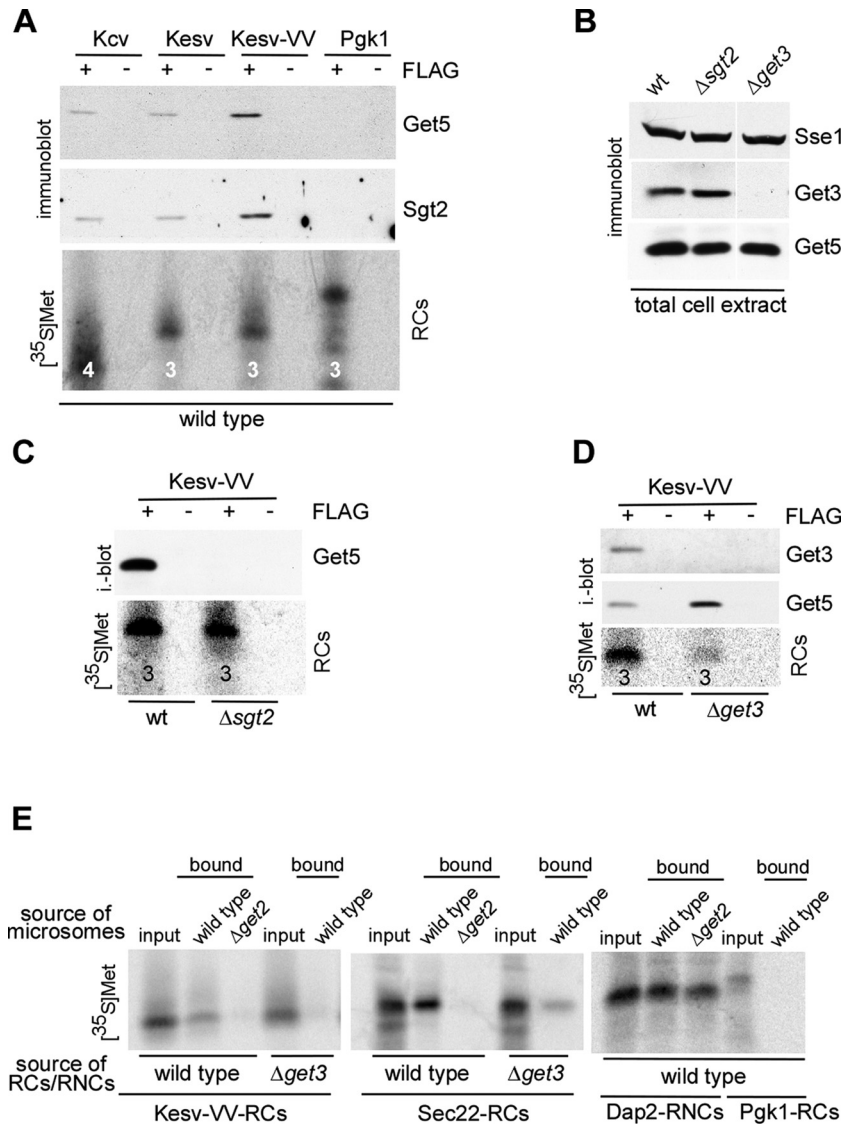 A
Kcv Kesv Kesv-VV Pgk1
+ - + - + - + - FLAG
immunoblot
Get5
Sgt2
[35S]Met
RCs
4 3 3 3
wild type
B
wt Δsgt2 Δget3
immunoblot
Sse1
Get3
Get5
total cell extract
C
Kesv-VV
+ - + - FLAG
i.-blot
Get5
[35S]Met
RCs
3 3
wt Δsgt2
D
Kesv-VV
+ - + - FLAG
i.-blot
Get3
Get5
[35S]Met
RCs
3 3
wt Δget3
E
bound bound bound bound bound bound
source of
microsomes
input wild type Δget2 input wild type input wild type Δget2 input wild type input wild type Δget2 input wild type
[35S]Met
source of
RCs/RNCs
wild type Δget3 wild type Δget3 wild type
Kesv-VV-RCs Sec22-RCs Dap2-RNCs Pgk1-RCs